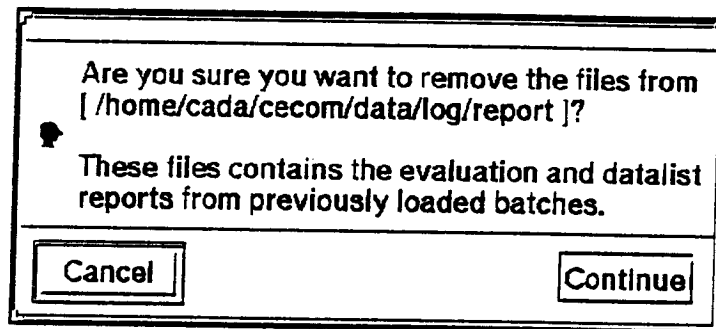 Are you sure you want to remove the files from
[ /home/cada/cecom/data/log/report ]?
These files contains the evaluation and datalist
reports from previously loaded batches.
Cancel
Continue